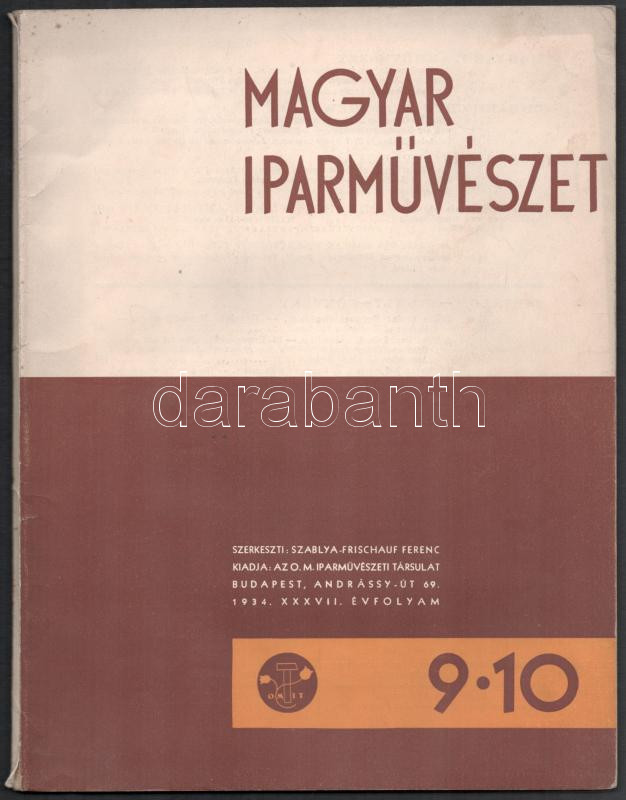 MAGYAR
IPARMŰVÉSZET
darabanth
SZERKESZTI: SZABLYA-FRISCHAUF FERENC
KIADJA: AZ O. M. IPARMŰVÉSZETI TÁRSULAT
BUDAPEST, ANDRÁSSY-ÚT 69.
1934. XXXVII. ÉVFOLYAM
OMIT
9·10